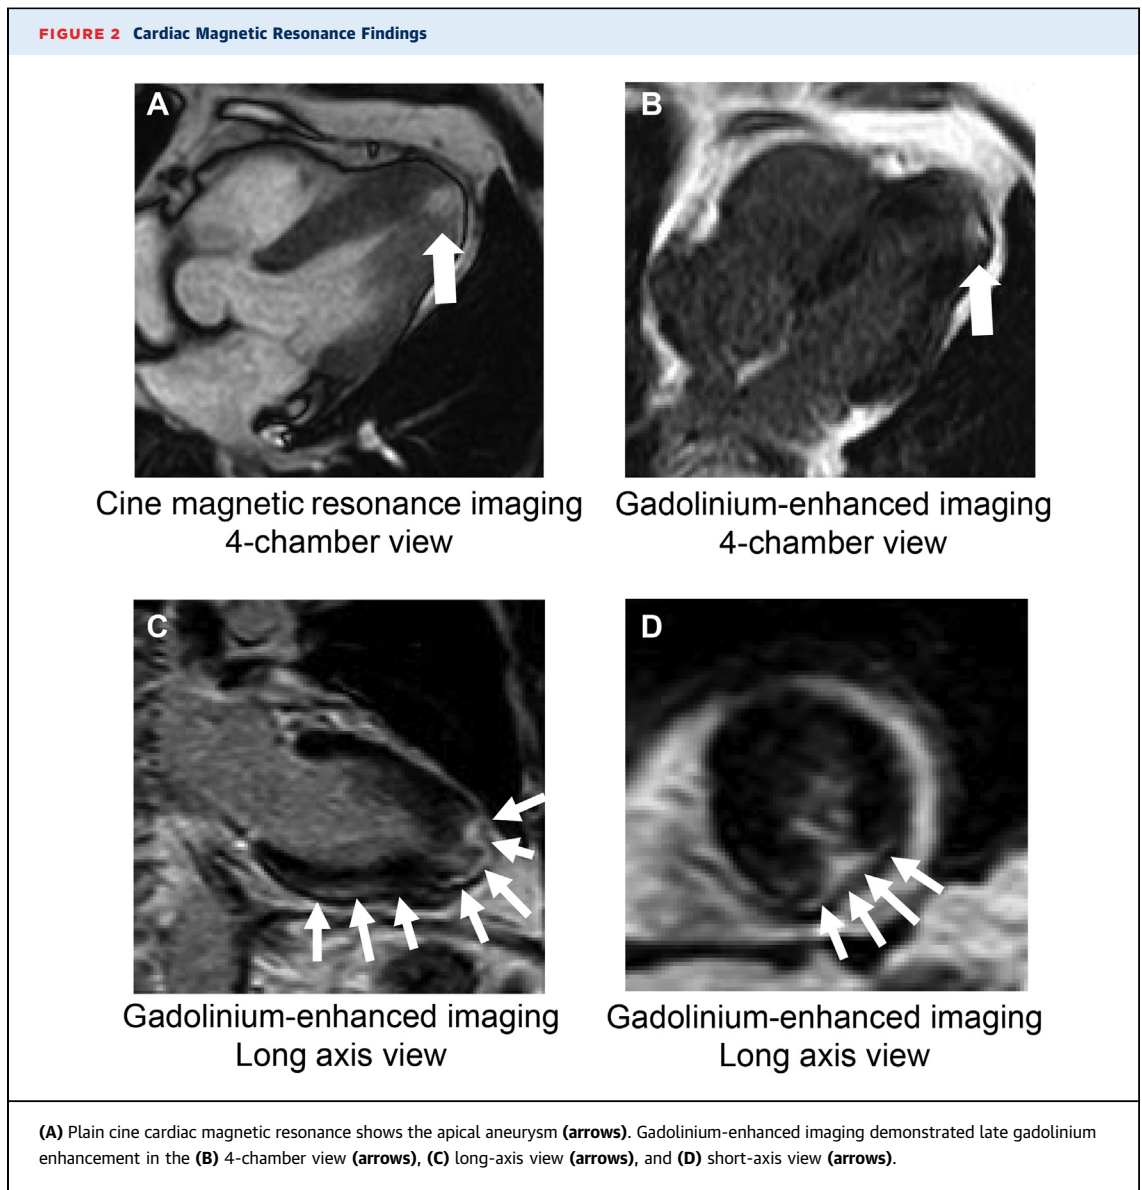 FIGURE 2 Cardiac Magnetic Resonance Findings
A
B
Cine magnetic resonance imaging
4-chamber view
Gadolinium-enhanced imaging
4-chamber view
C
D
Gadolinium-enhanced imaging
Long axis view
Gadolinium-enhanced imaging
Long axis view
(A) Plain cine cardiac magnetic resonance shows the apical aneurysm (arrows). Gadolinium-enhanced imaging demonstrated late gadolinium
enhancement in the (B) 4-chamber view (arrows), (C) long-axis view (arrows), and (D) short-axis view (arrows).